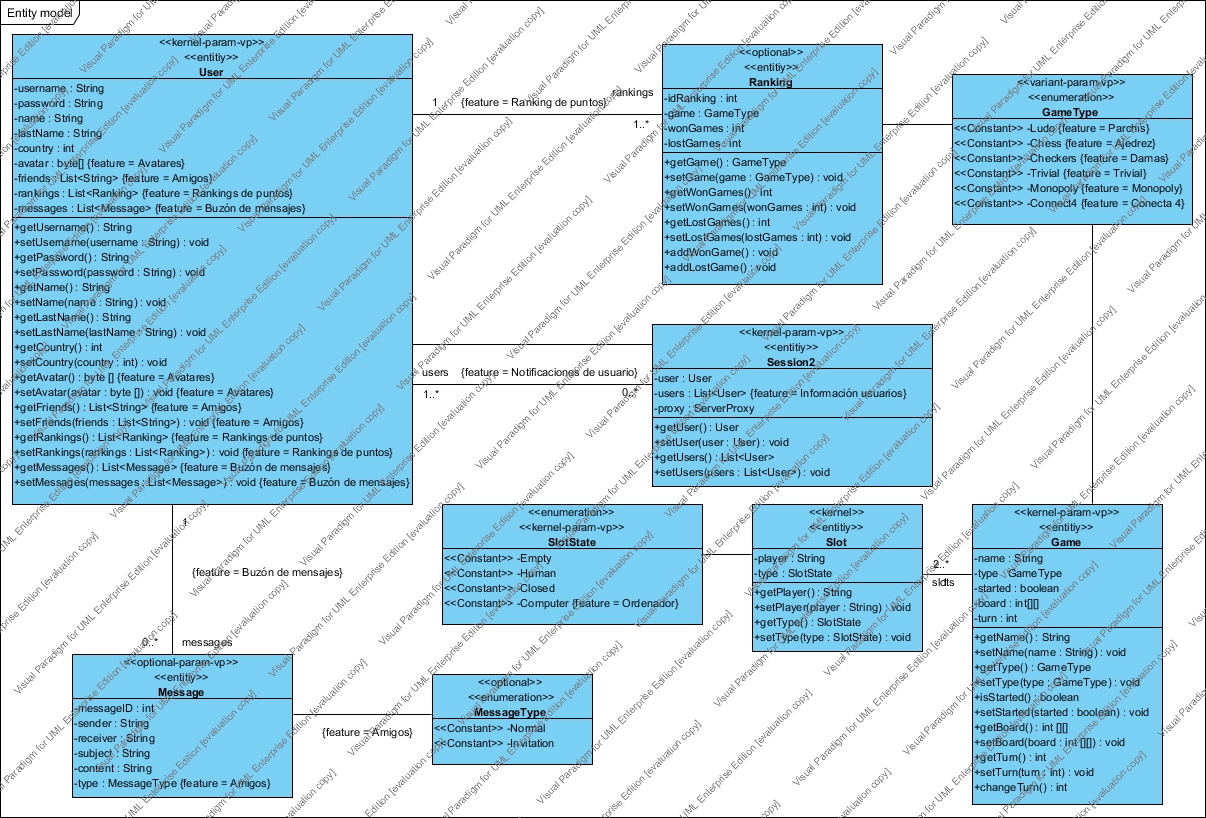 Entity model
<<kernel-param-vp>>
<<entitiy>>
User
-username : String
-password : String
-name : String
-lastName : String
-country : int
-avatar : byte[] {feature = Avatares}
-friends : List<String> {feature = Amigos}
-rankings : List<Ranking> {feature = Rankings de puntos}
-messages : List<Message> {feature = Buzón de mensajes}
+getUsername() : String
+setUsername(username : String) : void
+getPassword() : String
+setPassword(password : String) : void
+getName() : String
+setName(name : String) : void
+getLastName() : String
+setLastName(lastName : String) : void
+getCountry() : int
+setCountry(country : int) : void
+getAvatar() : byte [] {feature = Avatares}
+setAvatar(avatar : byte []) : void {feature = Avatares}
+getFriends() : List<String> {feature = Amigos}
+setFriends(friends : List<String>) : void {feature = Amigos}
+getRankings() : List<Ranking> {feature = Rankings de puntos}
+setRankings(rankings : List<Ranking>) : void {feature = Rankings de puntos}
+getMessages() : List<Message> {feature = Buzón de mensajes}
+setMessages(messages : List<Message>) : void {feature = Buzón de mensajes}
1
{feature = Ranking de puntos}
rankings
1..*
<<optional>>
<<entitiy>>
Ranking
-idRanking : int
-game : GameType
-wonGames : int
-lostGames : int
+getGame() : GameType
+setGame(game : GameType) : void
+getWonGames() : int
+setWonGames(wonGames : int) : void
+getLostGames() : int
+setLostGames(lostGames : int) : void
+addWonGame() : void
+addLostGame() : void
<<variant-param-vp>>
<<enumeration>>
GameType
<<Constant>> -Ludo {feature = Parchis}
<<Constant>> -Chess {feature = Ajedrez}
<<Constant>> -Checkers {feature = Damas}
<<Constant>> -Trivial {feature = Trivial}
<<Constant>> -Monopoly {feature = Monopoly}
<<Constant>> -Connect4 {feature = Conecta 4}
users
{feature = Notificaciones de usuario}
1..*
0..*
<<kernel-param-vp>>
<<entitiy>>
Session2
-user : User
-users : List<User> {feature = Información usuarios}
-proxy : ServerProxy
+getUser() : User
+setUser(user : User) : void
+getUsers() : List<User>
+setUsers(users : List<User>) : void
<<enumeration>>
<<kernel-param-vp>>
SlotState
<<Constant>> -Empty
<<Constant>> -Human
<<Constant>> -Closed
<<Constant>> -Computer {feature = Ordenador}
<<kernel>>
<<entitiy>>
Slot
-player : String
-type : SlotState
+getPlayer() : String
+setPlayer(player : String) : void
+getType() : SlotState
+setType(type : SlotState) : void
2..*
slots
<<kernel-param-vp>>
<<entitiy>>
Game
-name : String
-type : GameType
-started : boolean
-board : int[][]
-turn : int
+getName() : String
+setName(name : String) : void
+getType() : GameType
+setType(type : GameType) : void
+isStarted() : boolean
+setStarted(started : boolean) : void
+getBoard() : int [][]
+setBoard(board : int [][]) : void
+getTurn() : int
+setTurn(turn : int) : void
+changeTurn() : int
1
{feature = Buzón de mensajes}
0..*
messages
<<optional-param-vp>>
<<entitiy>>
Message
-messageID : int
-sender : String
-receiver : String
-subject : String
-content : String
-type : MessageType {feature = Amigos}
{feature = Amigos}
<<optional>>
<<enumeration>>
MessageType
<<Constant>> -Normal
<<Constant>> -Invitation
Visual Paradigm for UML Enterprise Edition [evaluation copy]